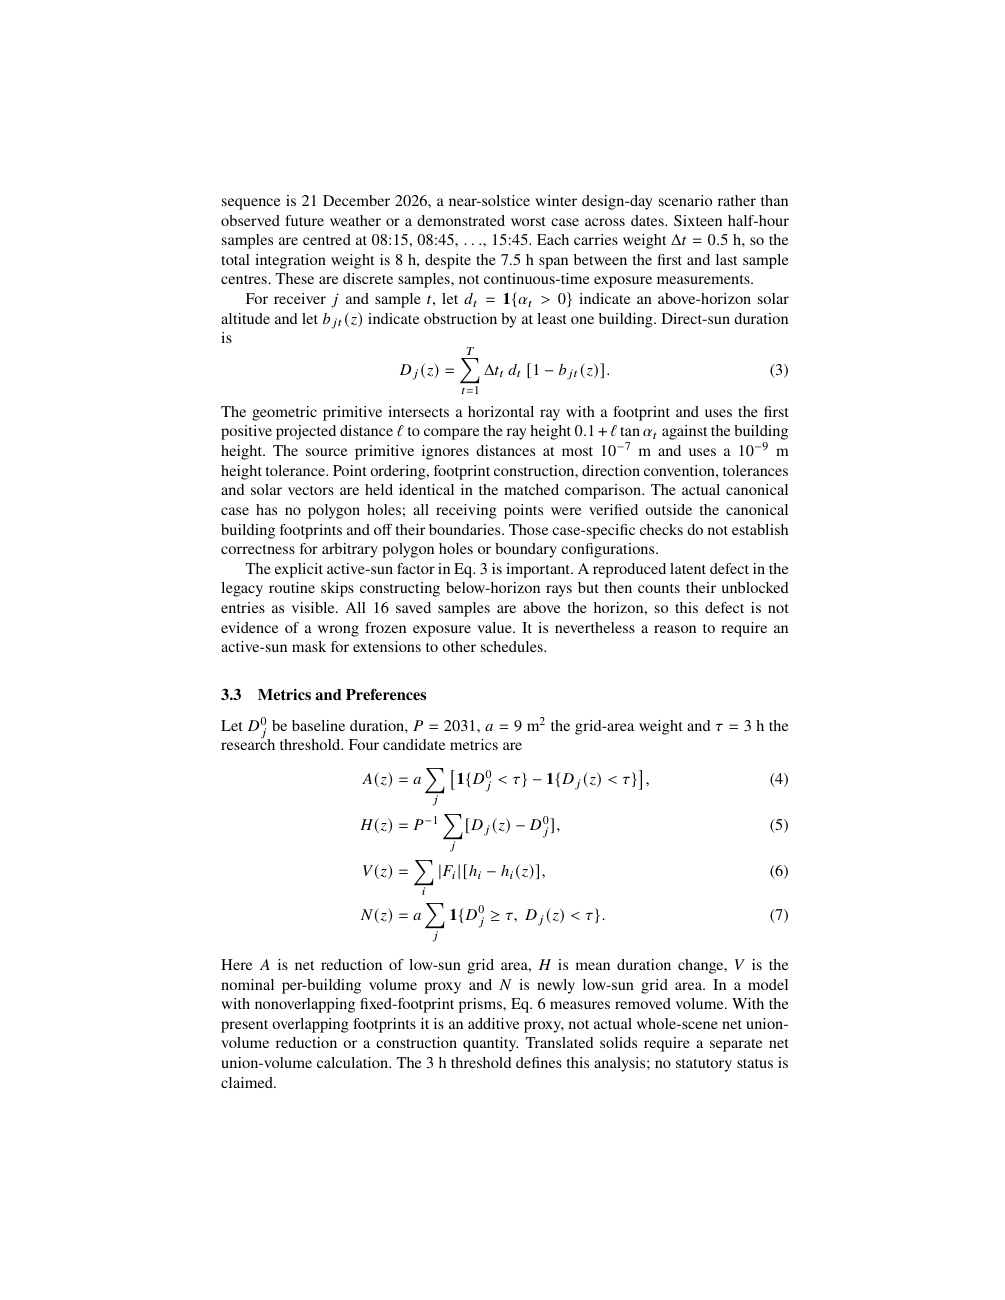 sequence is 21 December 2026, a near-solstice winter design-day scenario rather than
observed future weather or a demonstrated worst case across dates. Sixteen half-hour
samples are centred at 08:15, 08:45, …, 15:45. Each carries weight Δt = 0.5 h, so the
total integration weight is 8 h, despite the 7.5 h span between the first and last sample
centres. These are discrete samples, not continuous-time exposure measurements.
For receiver j and sample t, let d_t = 1{α_t > 0} indicate an above-horizon solar
altitude and let b_{jt}(z) indicate obstruction by at least one building. Direct-sun duration
is
D_j(z) = ∑_{t=1}^{T} Δt_t d_t [1 − b_{jt}(z)]. (3)
The geometric primitive intersects a horizontal ray with a footprint and uses the first
positive projected distance ℓ to compare the ray height 0.1 + ℓ tan α_t against the building
height. The source primitive ignores distances at most 10^{−7} m and uses a 10^{−9} m
height tolerance. Point ordering, footprint construction, direction convention, tolerances
and solar vectors are held identical in the matched comparison. The actual canonical
case has no polygon holes; all receiving points were verified outside the canonical
building footprints and off their boundaries. Those case-specific checks do not establish
correctness for arbitrary polygon holes or boundary configurations.
The explicit active-sun factor in Eq. 3 is important. A reproduced latent defect in the
legacy routine skips constructing below-horizon rays but then counts their unblocked
entries as visible. All 16 saved samples are above the horizon, so this defect is not
evidence of a wrong frozen exposure value. It is nevertheless a reason to require an
active-sun mask for extensions to other schedules.
3.3 Metrics and Preferences
Let D_j^0 be baseline duration, P = 2031, a = 9 m² the grid-area weight and τ = 3 h the
research threshold. Four candidate metrics are
A(z) = a ∑_j [1{D_j^0 < τ} − 1{D_j(z) < τ}], (4)
H(z) = P^{−1} ∑_j [D_j(z) − D_j^0], (5)
V(z) = ∑_i |F_i|[h_i − h_i(z)], (6)
N(z) = a ∑_j 1{D_j^0 ≥ τ, D_j(z) < τ}. (7)
Here A is net reduction of low-sun grid area, H is mean duration change, V is the
nominal per-building volume proxy and N is newly low-sun grid area. In a model
with nonoverlapping fixed-footprint prisms, Eq. 6 measures removed volume. With the
present overlapping footprints it is an additive proxy, not actual whole-scene net union-
volume reduction or a construction quantity. Translated solids require a separate net
union-volume calculation. The 3 h threshold defines this analysis; no statutory status is
claimed.